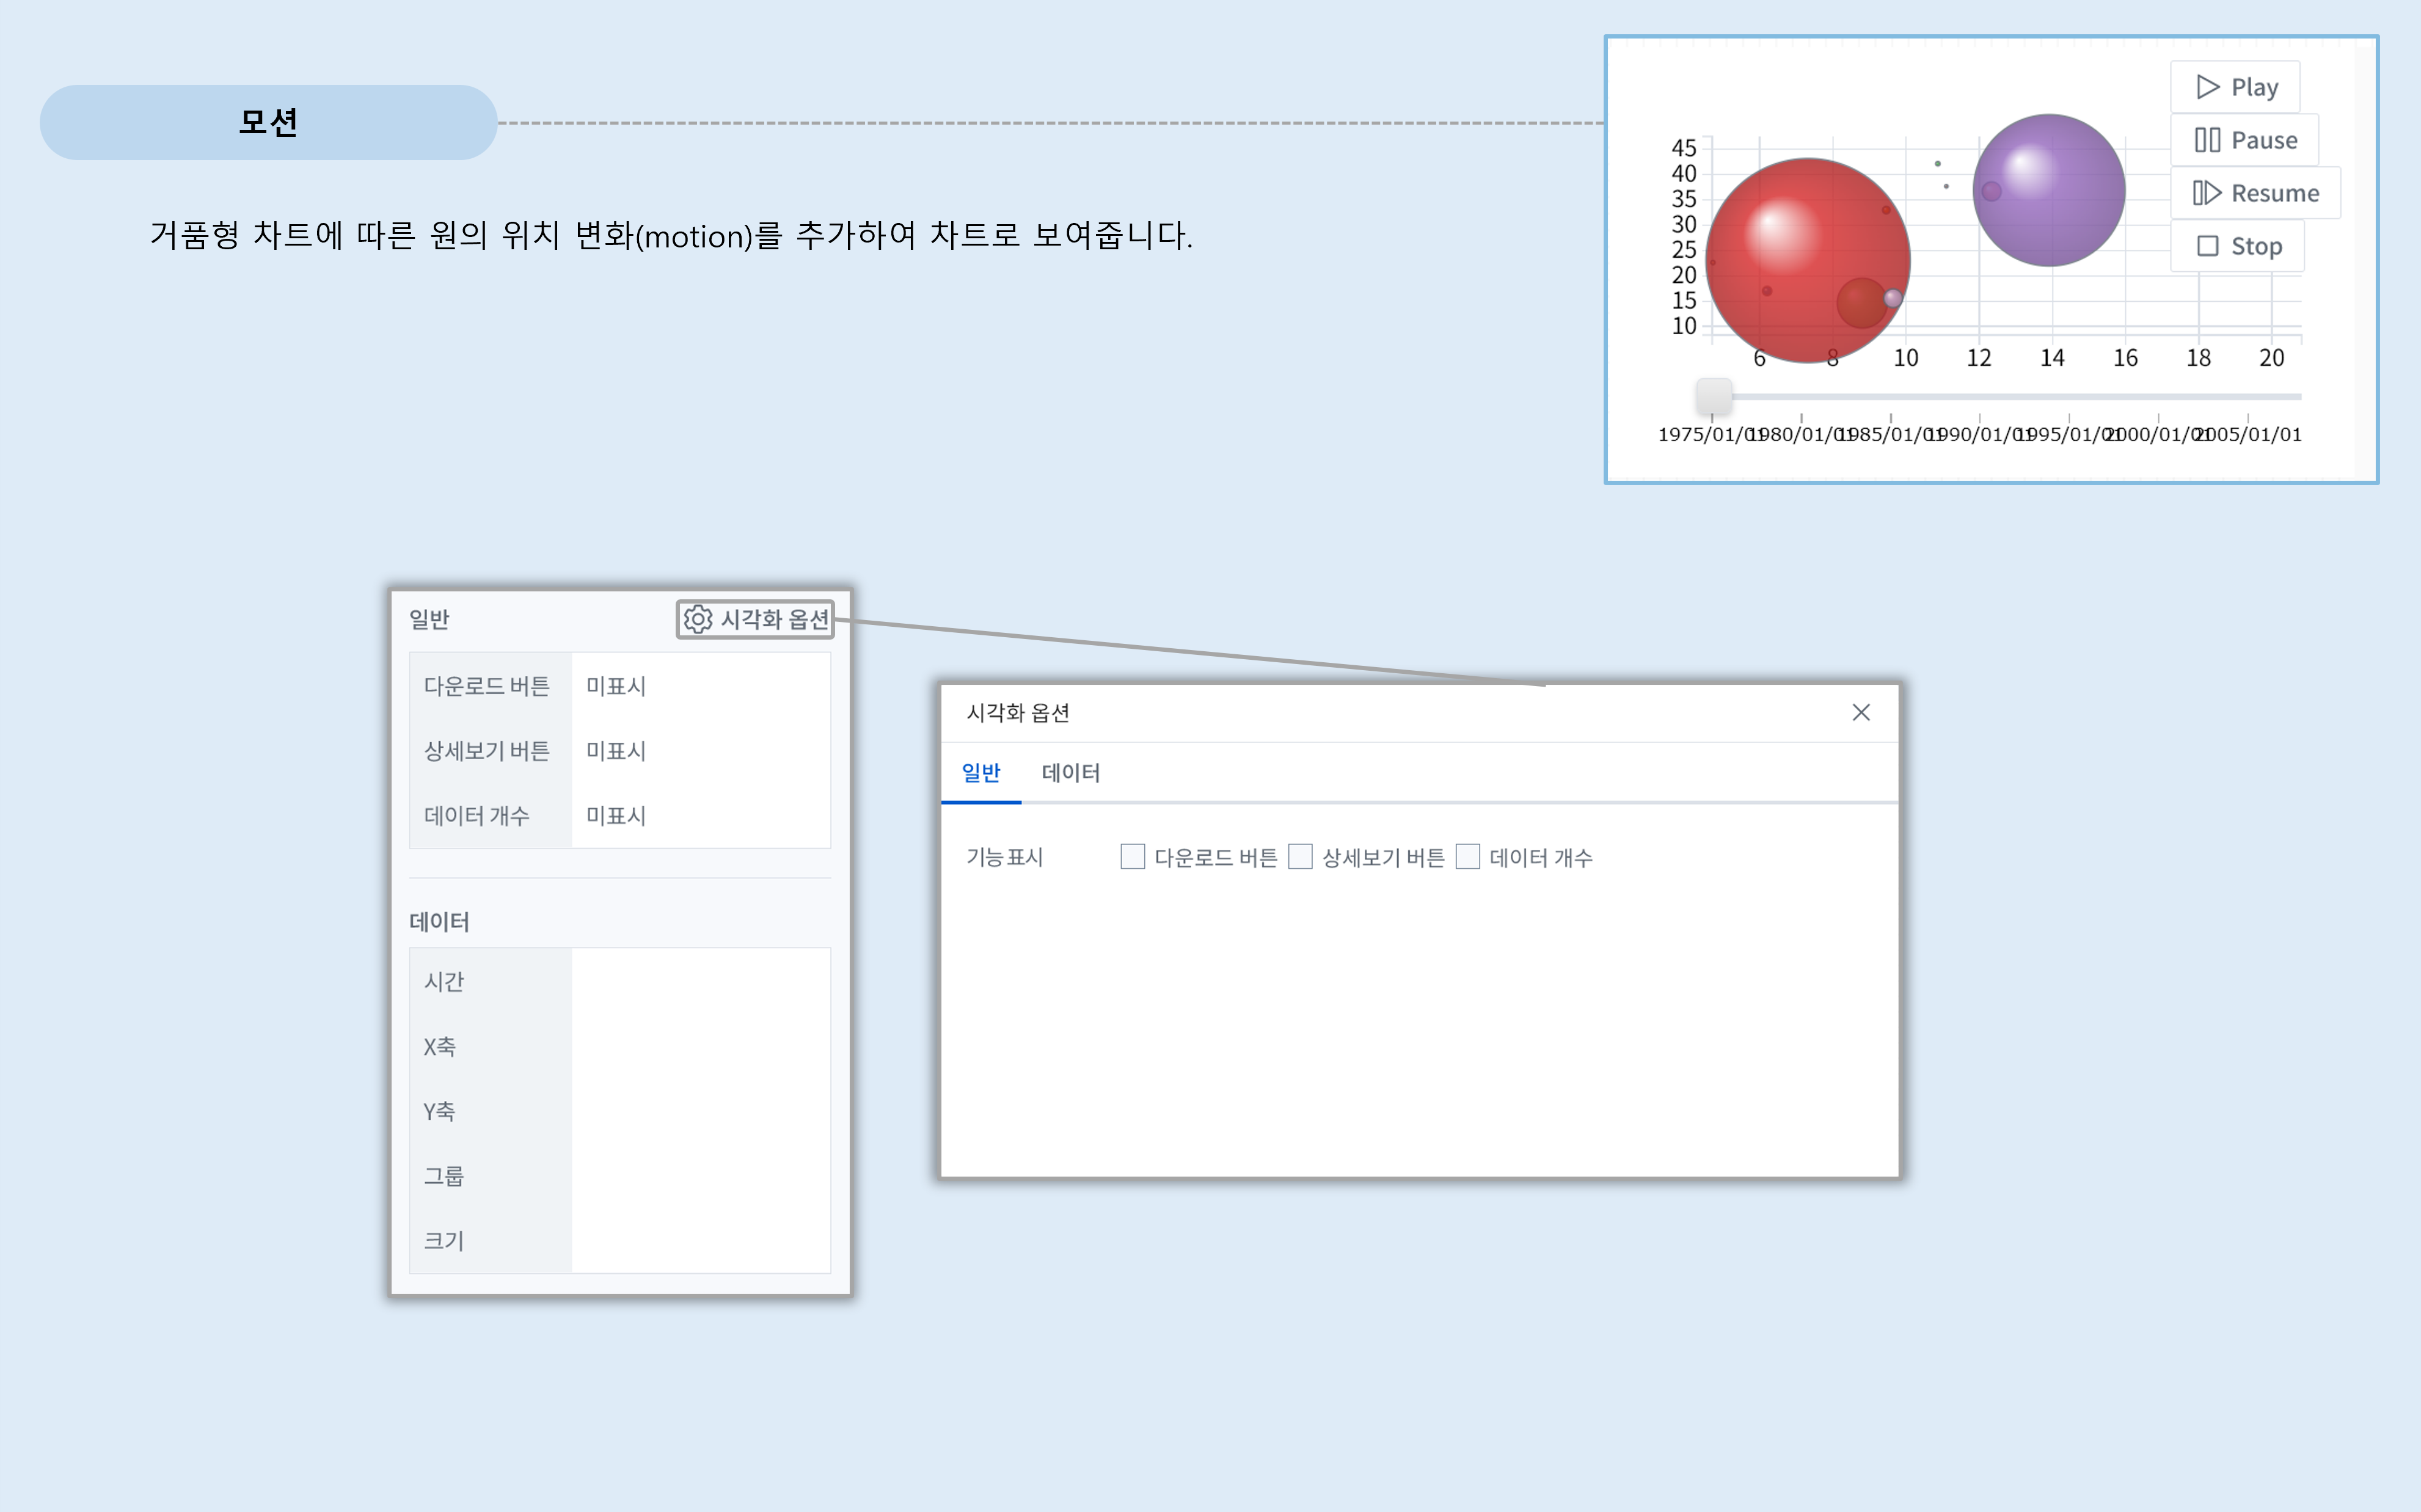 모션
거품형 차트에 따른 원의 위치 변화(motion)를 추가하여 차트로 보여줍니다.
Play
Pause
Resume
Stop
45
40
35
30
25
20
15
10
6 8 10 12 14 16 18 20
1975/01/01 1980/01/01 1985/01/01 1990/01/01 1995/01/01 2000/01/01 2005/01/01
일반 시각화 옵션
다운로드 버튼 미표시
상세보기 버튼 미표시
데이터 개수 미표시
데이터
시간
X축
Y축
그룹
크기
시각화 옵션
일반 데이터
기능 표시 다운로드 버튼 상세보기 버튼 데이터 개수